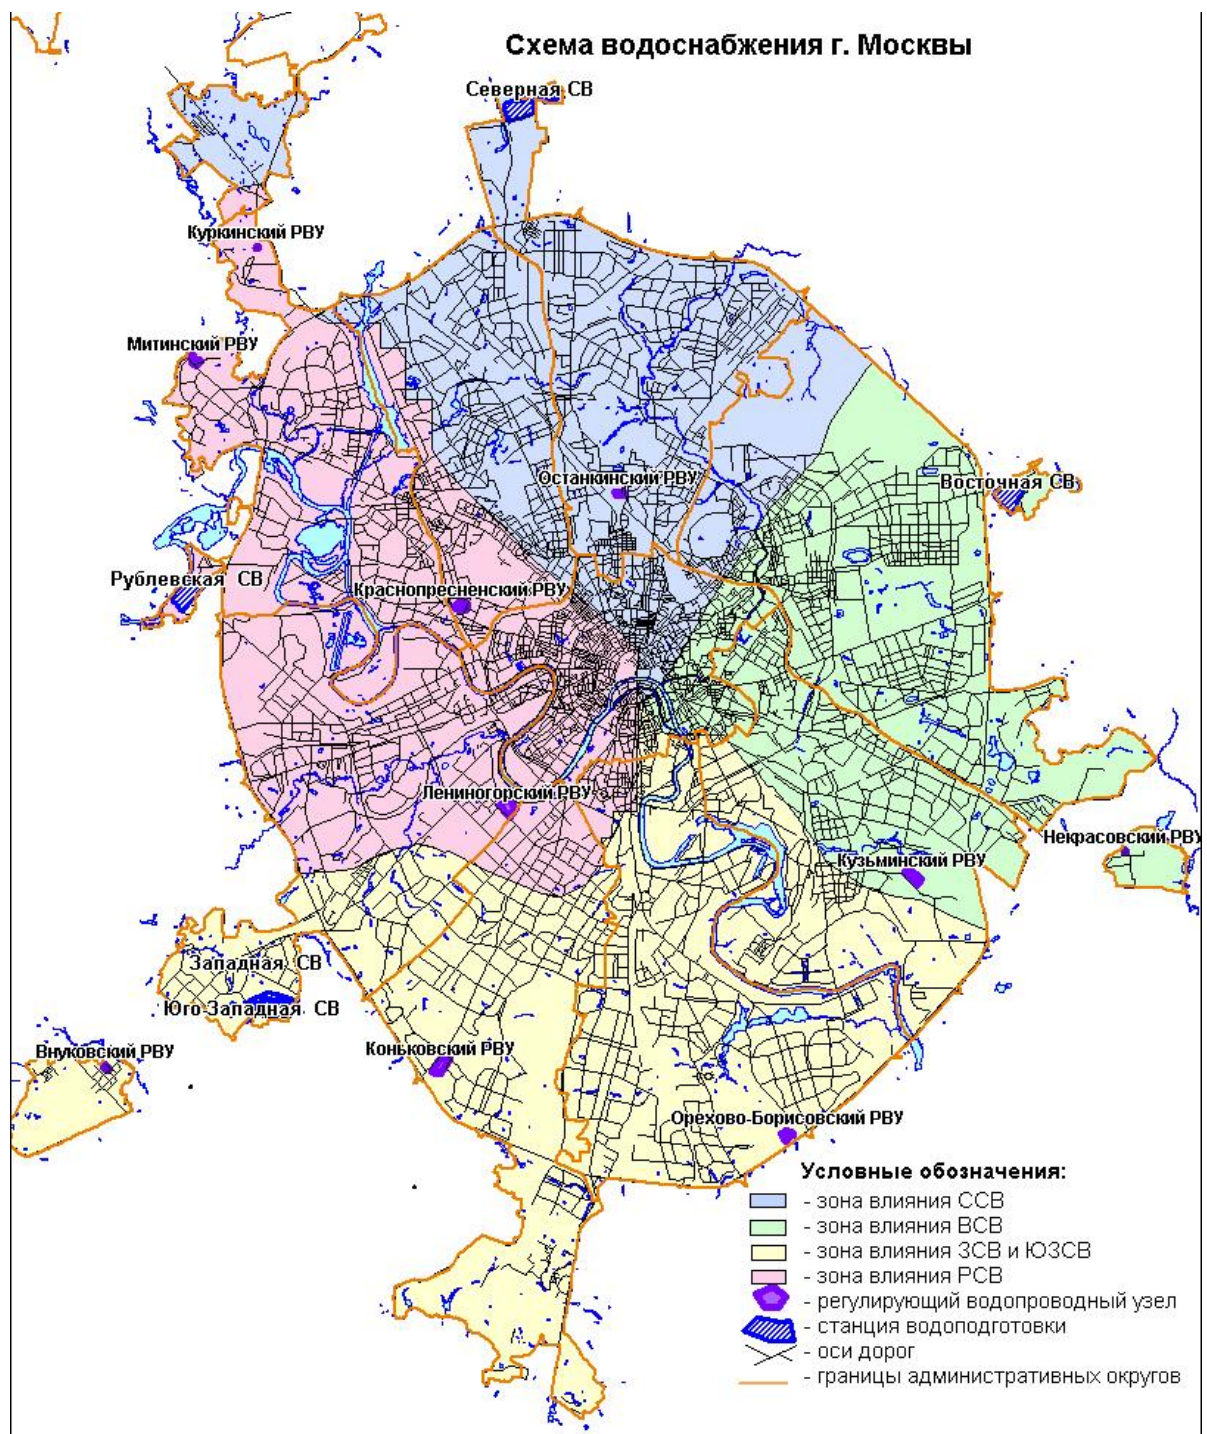 Схема водоснабжения г. Москвы
Северная СВ
Куркинский РВУ
Митинский РВУ
Останкинский РВУ
Восточная СВ
Рублевская СВ
Краснопресненский РВУ
Лениногорский РВУ
Некрасовский РВУ
Кузьминский РВУ
Западная СВ
Юго-Западная СВ
Внуковский РВУ
Коньковский РВУ
Орехово-Борисовский РВУ
Условные обозначения:
- зона влияния ССВ
- зона влияния ВСВ
- зона влияния ЗСВ и ЮЗСВ
- зона влияния РСВ
- регулирующий водопроводный узел
- станция водоподготовки
- оси дорог
- границы административных округов